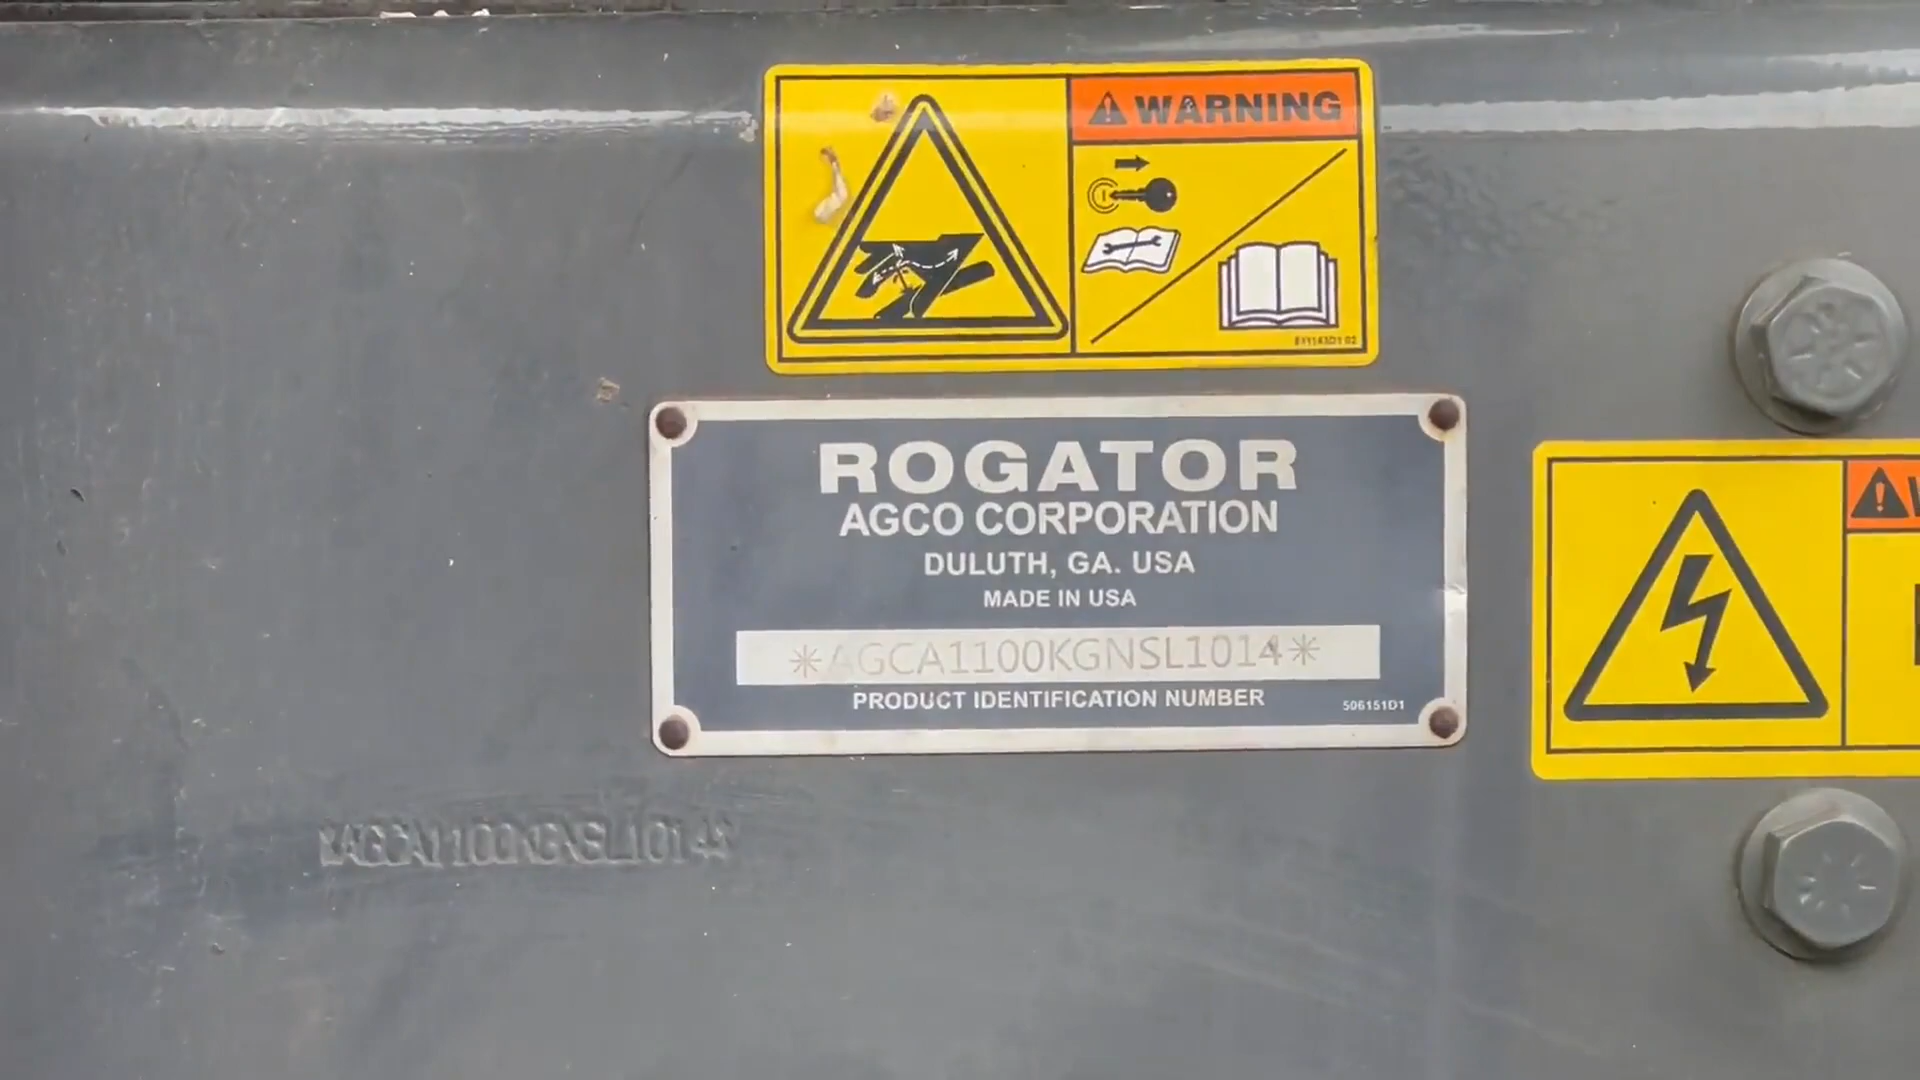 WARNING
ROGATOR
AGCO CORPORATION
DULUTH, GA. USA
MADE IN USA
*AGCA1100KGNSL1014*
PRODUCT IDENTIFICATION NUMBER
506151D1
*AGCA1100KGNSL1014*